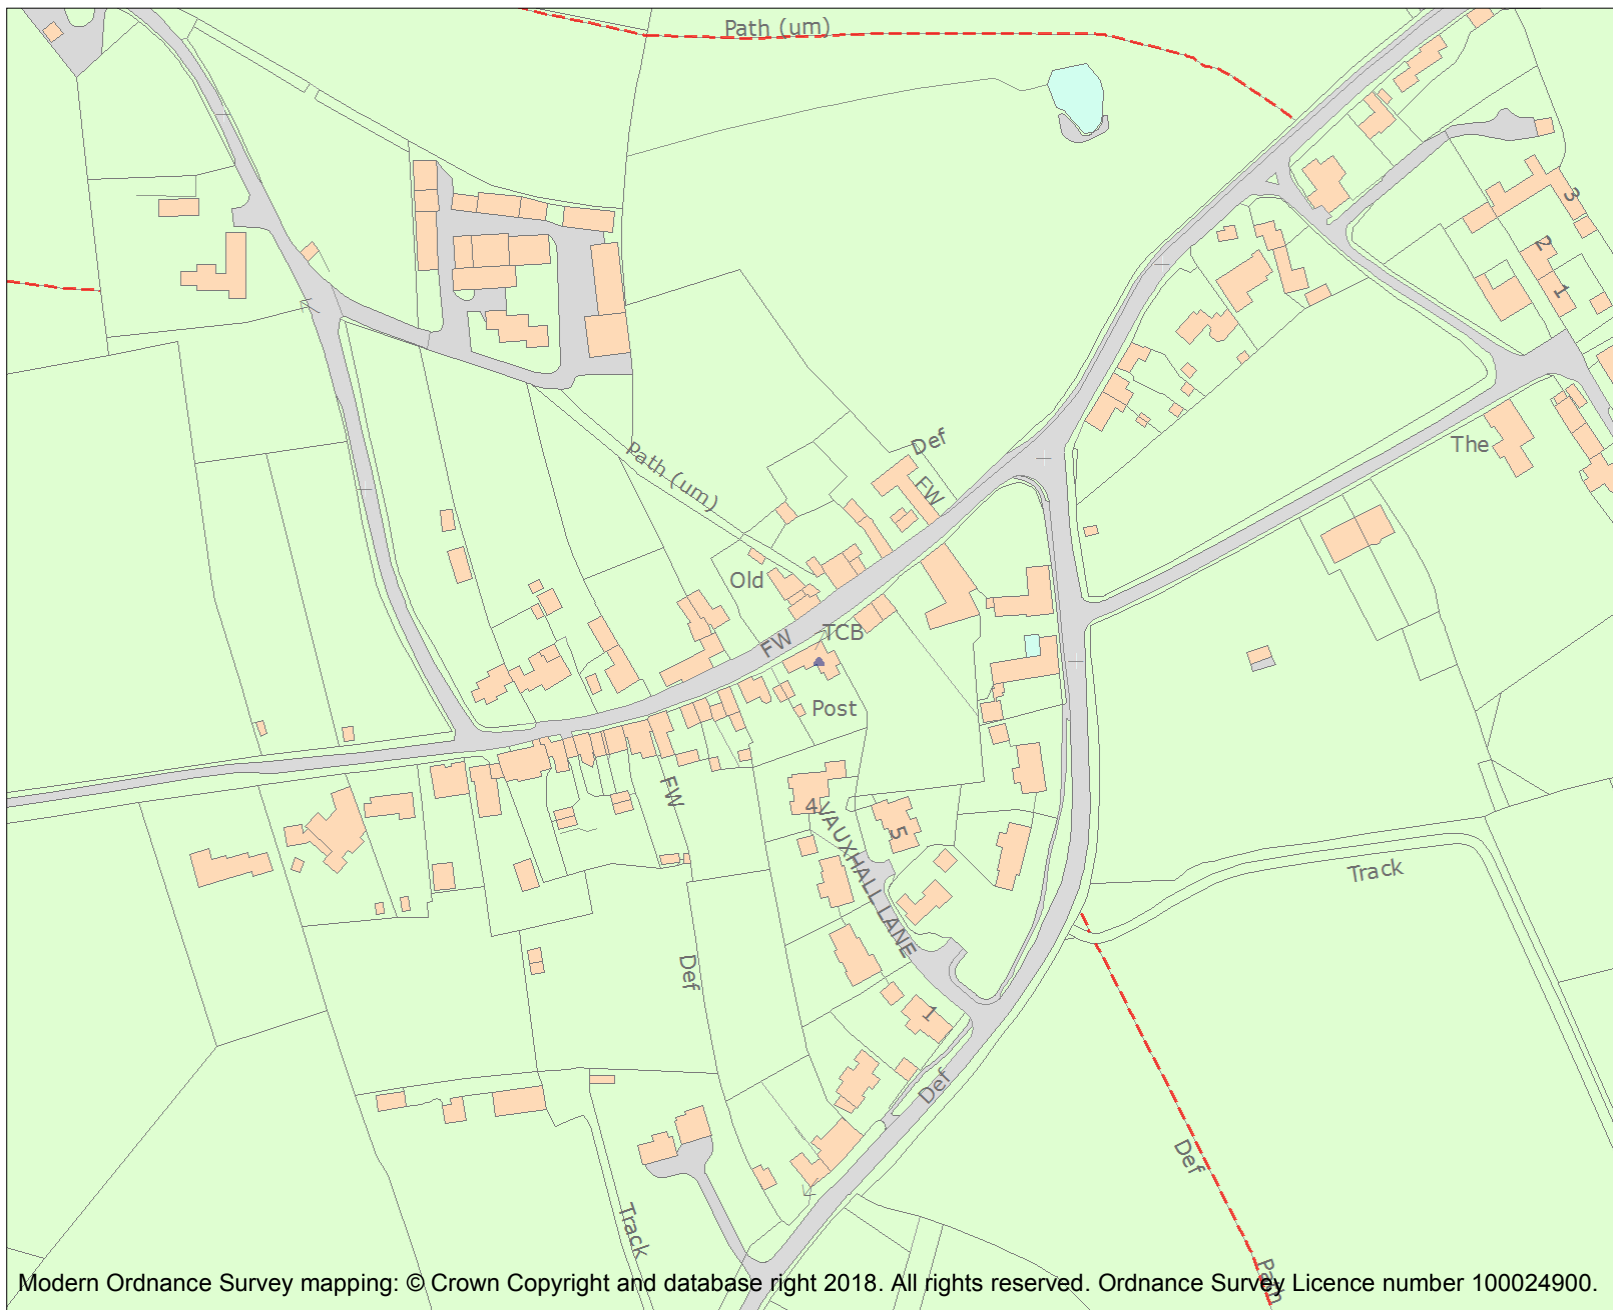 Path (um)
3
2
1
Def
FW
The
Path (um)
Old
TCB
FW
Post
FW
4
VAUXHALL LANE
5
Track
Def
1
Def
Def
Track
Path
Modern Ordnance Survey mapping: © Crown Copyright and database right 2018. All rights reserved. Ordnance Survey Licence number 100024900.